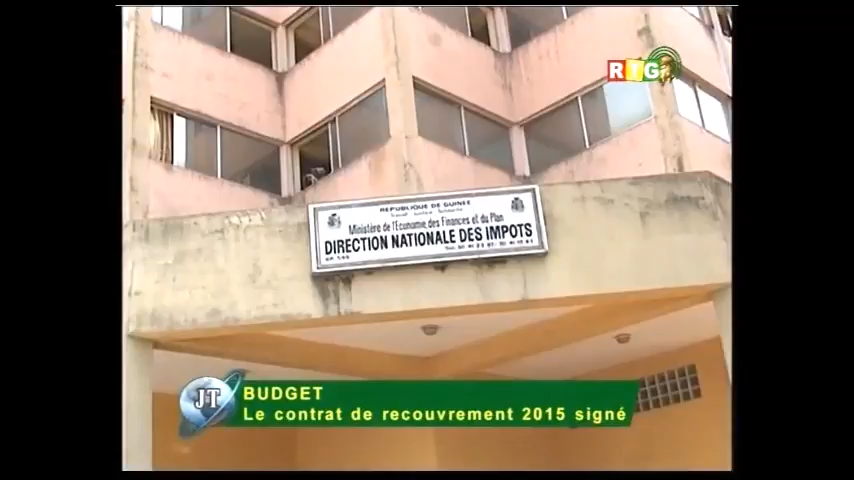 RTG
REPUBLIQUE DE GUINEE
Ministère de l'Economie, des Finances et du Plan
DIRECTION NATIONALE DES IMPOTS
JT
BUDGET
Le contrat de recouvrement 2015 signé